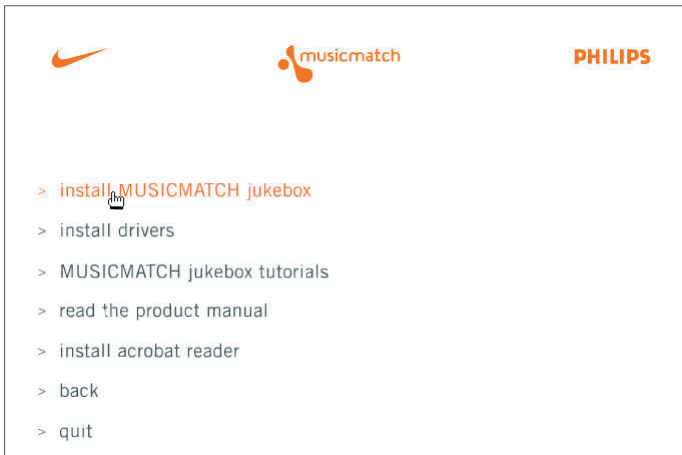 musicmatch PHILIPS
> install MUSICMATCH jukebox
> install drivers
> MUSICMATCH jukebox tutorials
> read the product manual
> install acrobat reader
> back
> quit